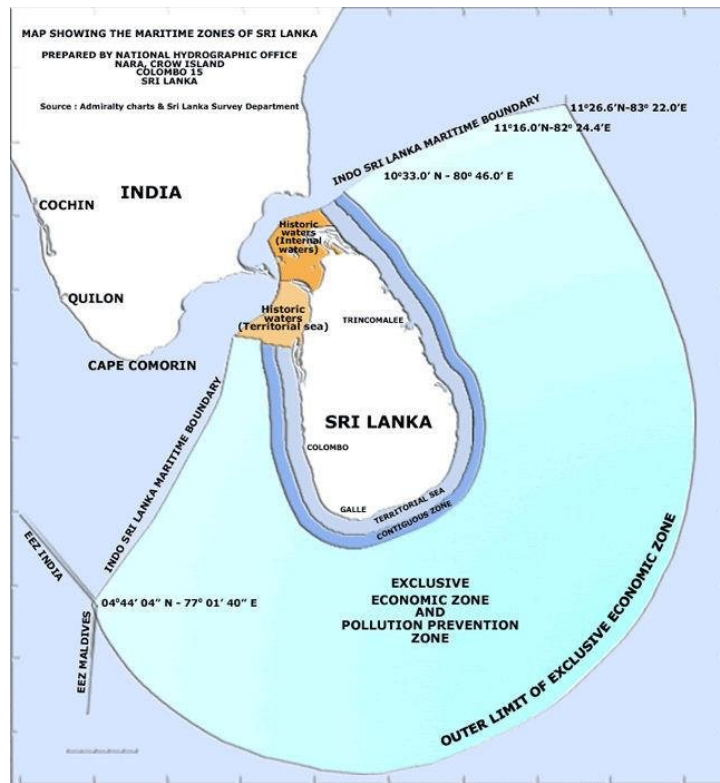 MAP SHOWING THE MARITIME ZONES OF SRI LANKA
PREPARED BY NATIONAL HYDROGRAPHIC OFFICE
NARA, CROW ISLAND
COLOMBO 15
SRI LANKA
Source : Admiralty charts & Sri Lanka Survey Department
INDO SRI LANKA MARITIME BOUNDARY
11°26.6'N-83° 22.0'E
11°16.0'N-82° 24.4'E
10°33.0' N - 80° 46.0' E
INDIA
COCHIN
QUILON
CAPE COMORIN
Historic
waters
(Internal
waters)
Historic
waters
(Territorial sea)
TRINCOMALEE
SRI LANKA
COLOMBO
GALLE
TERRITORIAL SEA
CONTIGUOUS ZONE
INDO SRI LANKA MARITIME BOUNDARY
EEZ INDIA
04° 44' 04" N - 77° 01' 40" E
EEZ MALDIVES
EXCLUSIVE
ECONOMIC ZONE
AND
POLLUTION PREVENTION
ZONE
OUTER LIMIT OF EXCLUSIVE ECONOMIC ZONE